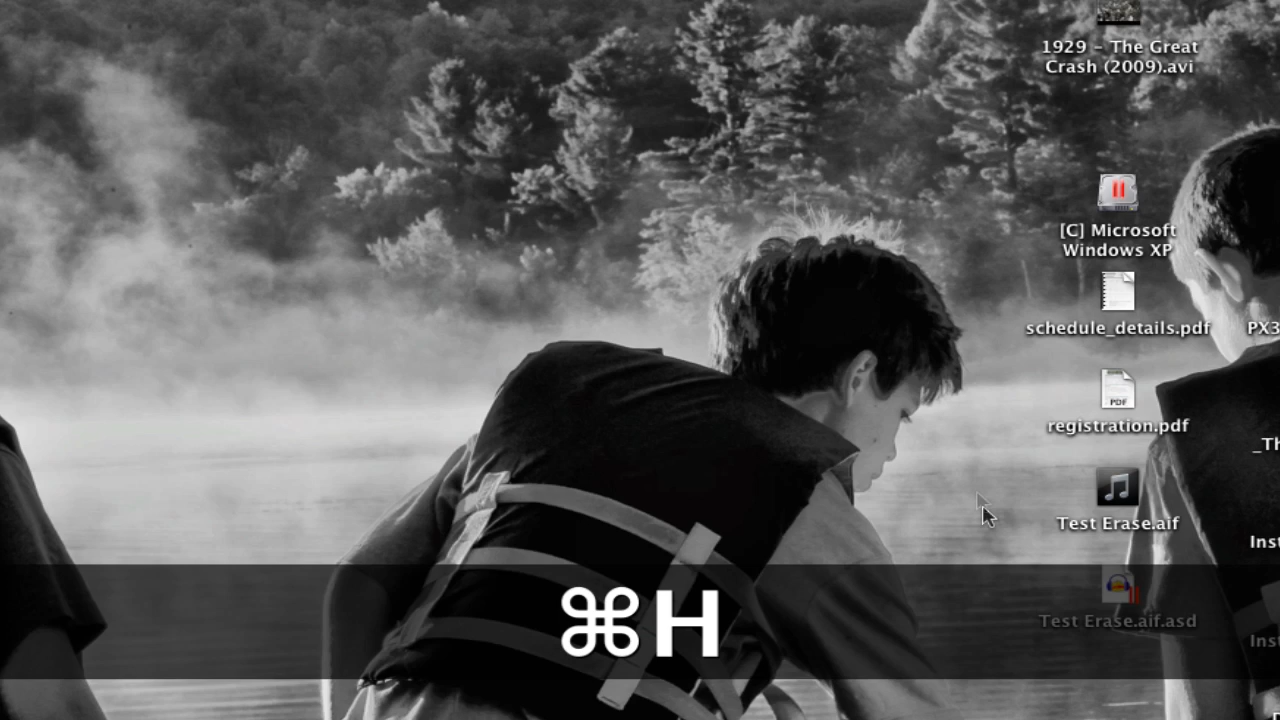 1929 – The Great
Crash (2009).avi
[C] Microsoft
Windows XP
schedule_details.pdf
PX3
PDF
registration.pdf
_Th
Test Erase.aif
Inst
⌘H
Test Erase.aif.asd
Inst